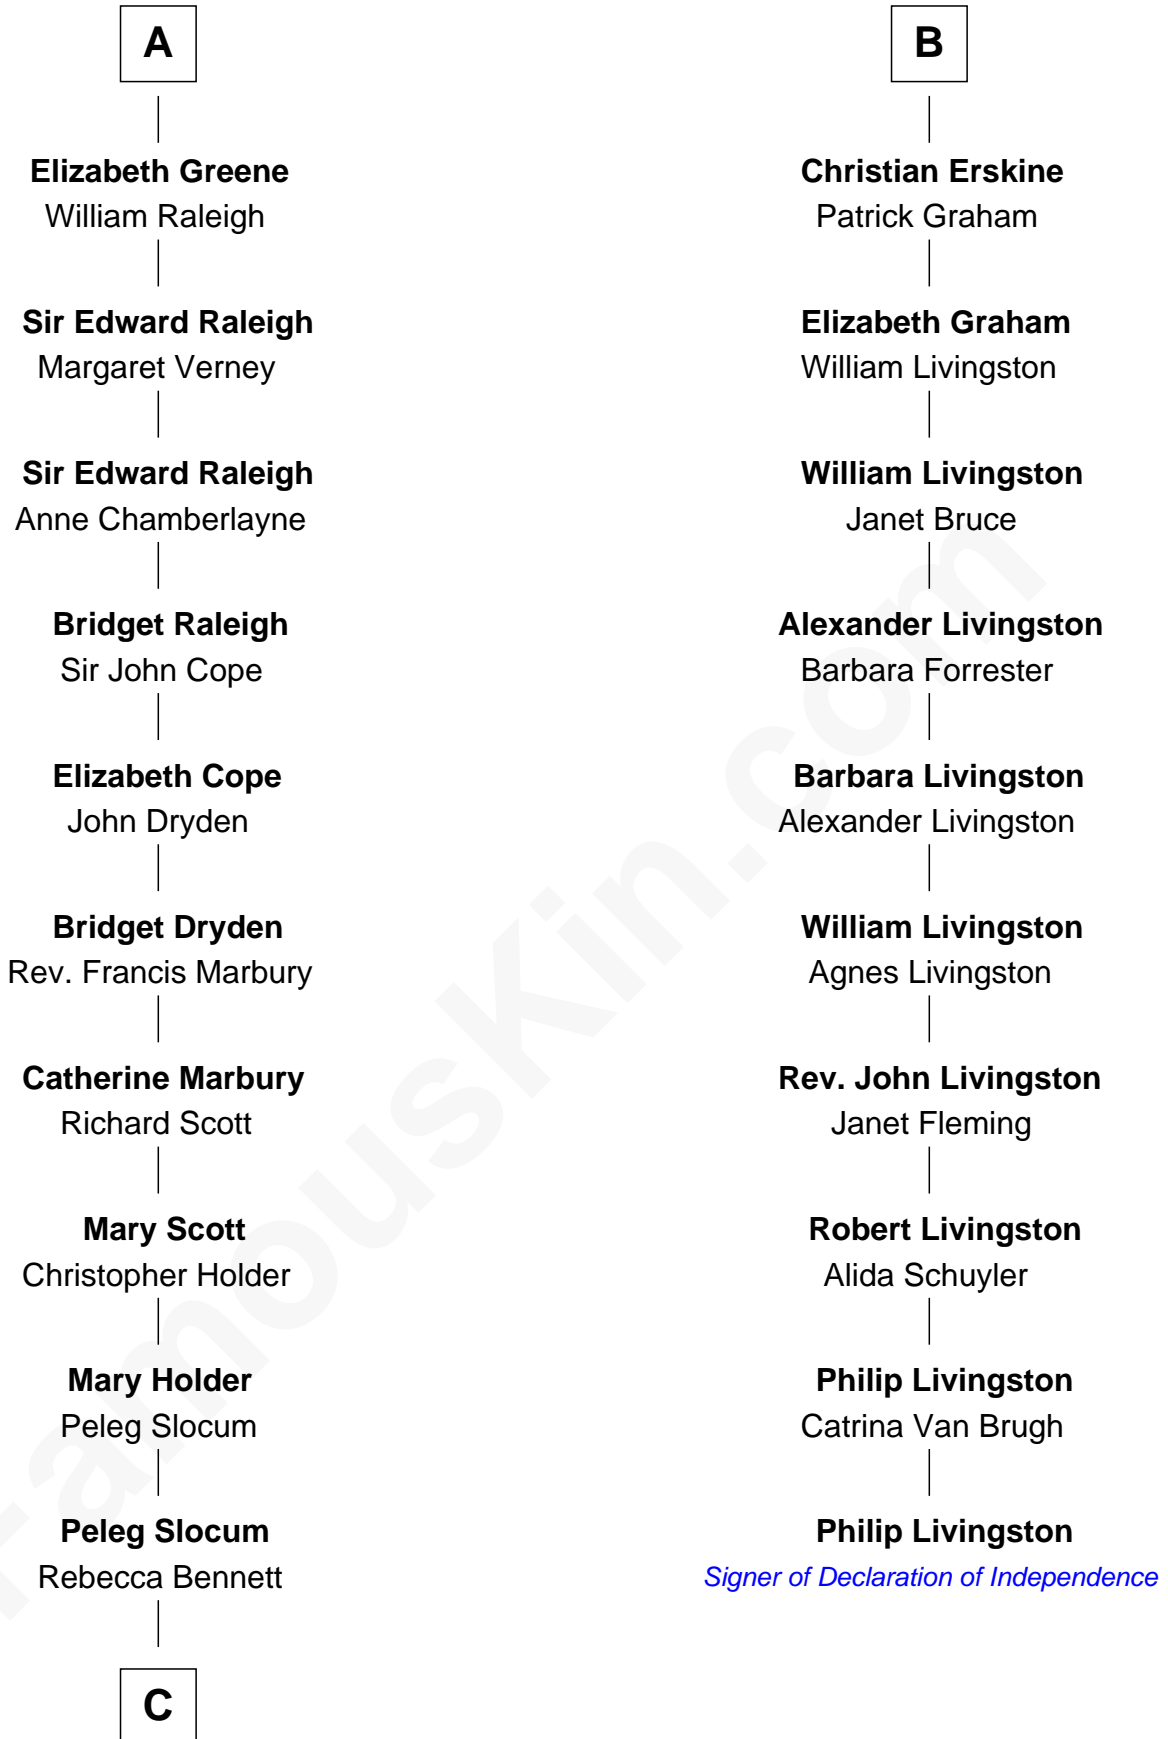 A
Elizabeth Greene
William Raleigh
Sir Edward Raleigh
Margaret Verney
Sir Edward Raleigh
Anne Chamberlayne
Bridget Raleigh
Sir John Cope
Elizabeth Cope
John Dryden
Bridget Dryden
Rev. Francis Marbury
Catherine Marbury
Richard Scott
Mary Scott
Christopher Holder
Mary Holder
Peleg Slocum
Peleg Slocum
Rebecca Bennett
C
B
Christian Erskine
Patrick Graham
Elizabeth Graham
William Livingston
William Livingston
Janet Bruce
Alexander Livingston
Barbara Forrester
Barbara Livingston
Alexander Livingston
William Livingston
Agnes Livingston
Rev. John Livingston
Janet Fleming
Robert Livingston
Alida Schuyler
Philip Livingston
Catrina Van Brugh
Philip Livingston
Signer of Declaration of Independence
FamousKin.com